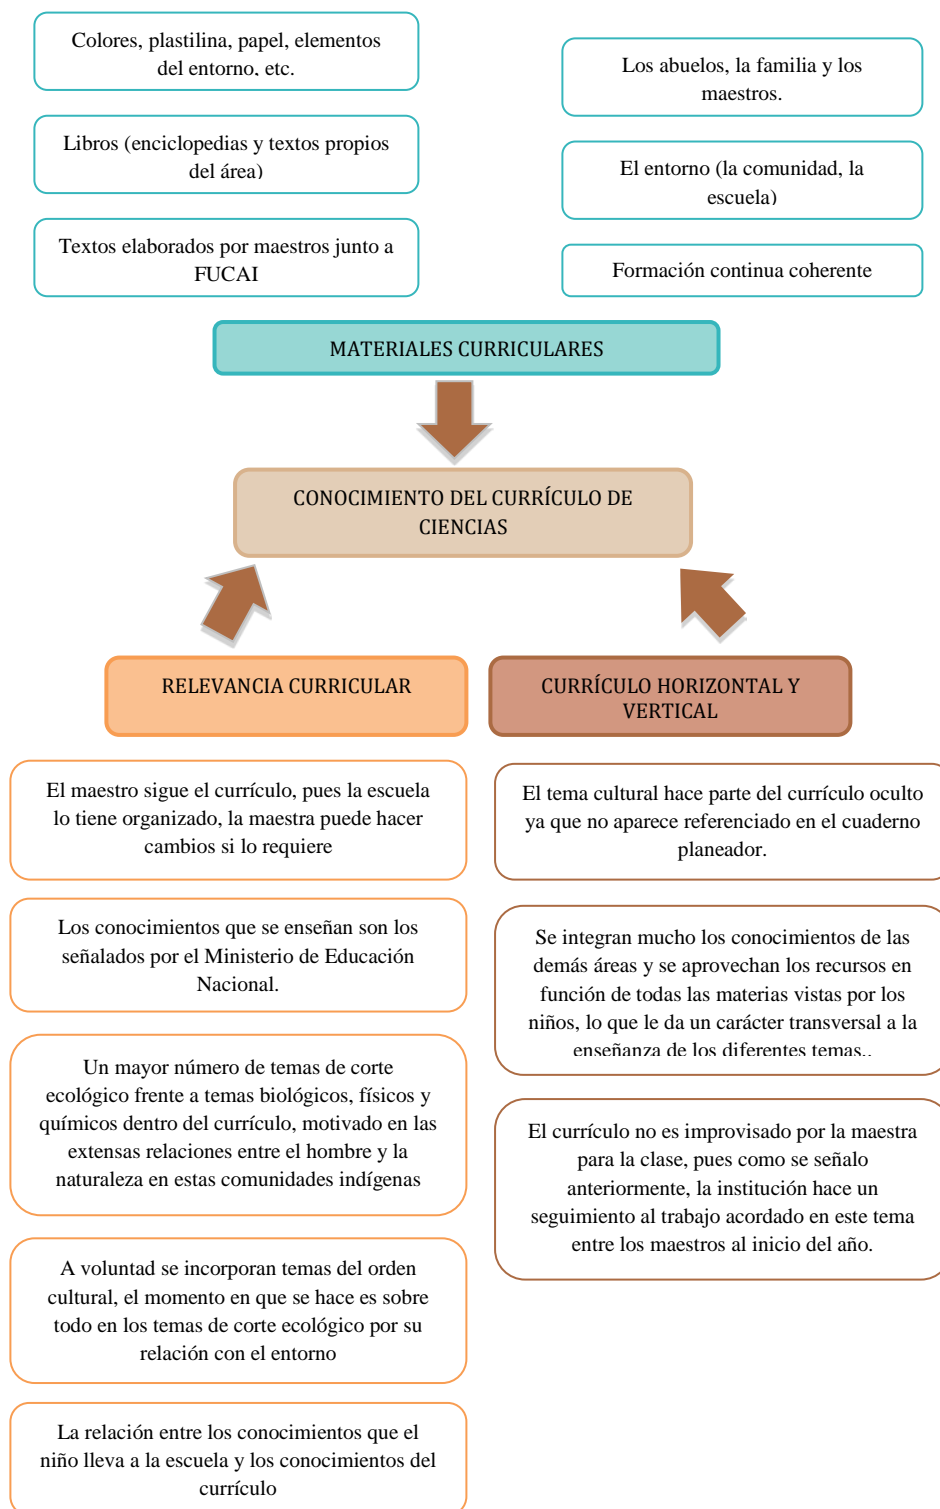 Colores, plastilina, papel, elementos
del entorno, etc.
Libros (enciclopedias y textos propios
del área)
Textos elaborados por maestros junto a
FUCAI
Los abuelos, la familia y los
maestros.
El entorno (la comunidad, la
escuela)
Formación continua coherente
MATERIALES CURRICULARES
CONOCIMIENTO DEL CURRÍCULO DE
CIENCIAS
RELEVANCIA CURRICULAR
El maestro sigue el currículo, pues la escuela
lo tiene organizado, la maestra puede hacer
cambios si lo requiere
Los conocimientos que se enseñan son los
señalados por el Ministerio de Educación
Nacional.
Un mayor número de temas de corte
ecológico frente a temas biológicos, físicos y
químicos dentro del currículo, motivado en las
extensas relaciones entre el hombre y la
naturaleza en estas comunidades indígenas
A voluntad se incorporan temas del orden
cultural, el momento en que se hace es sobre
todo en los temas de corte ecológico por su
relación con el entorno
La relación entre los conocimientos que el
niño lleva a la escuela y los conocimientos del
currículo
CURRÍCULO HORIZONTAL Y
VERTICAL
El tema cultural hace parte del currículo oculto
ya que no aparece referenciado en el cuaderno
planeador.
Se integran mucho los conocimientos de las
demás áreas y se aprovechan los recursos en
función de todas las materias vistas por los
niños, lo que le da un carácter transversal a la
enseñanza de los diferentes temas..
El currículo no es improvisado por la maestra
para la clase, pues como se señalo
anteriormente, la institución hace un
seguimiento al trabajo acordado en este tema
entre los maestros al inicio del año.